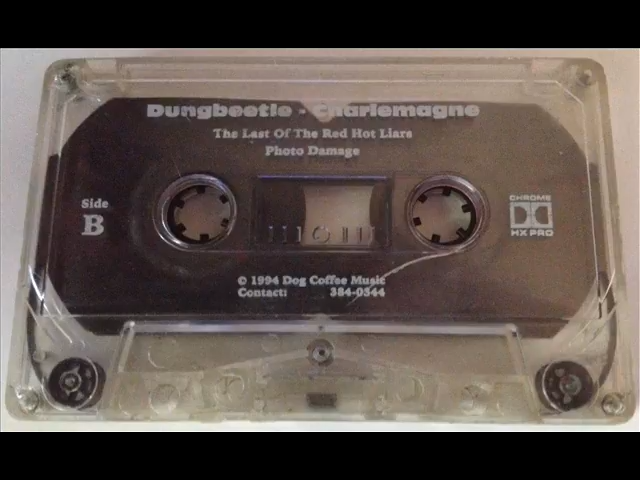 Dungbeetle - Charlemagne
The Last Of The Red Hot Liars
Photo Damage
Side
B
CHROME
HX PRO
© 1994 Dog Coffee Music
Contact: 384-0344